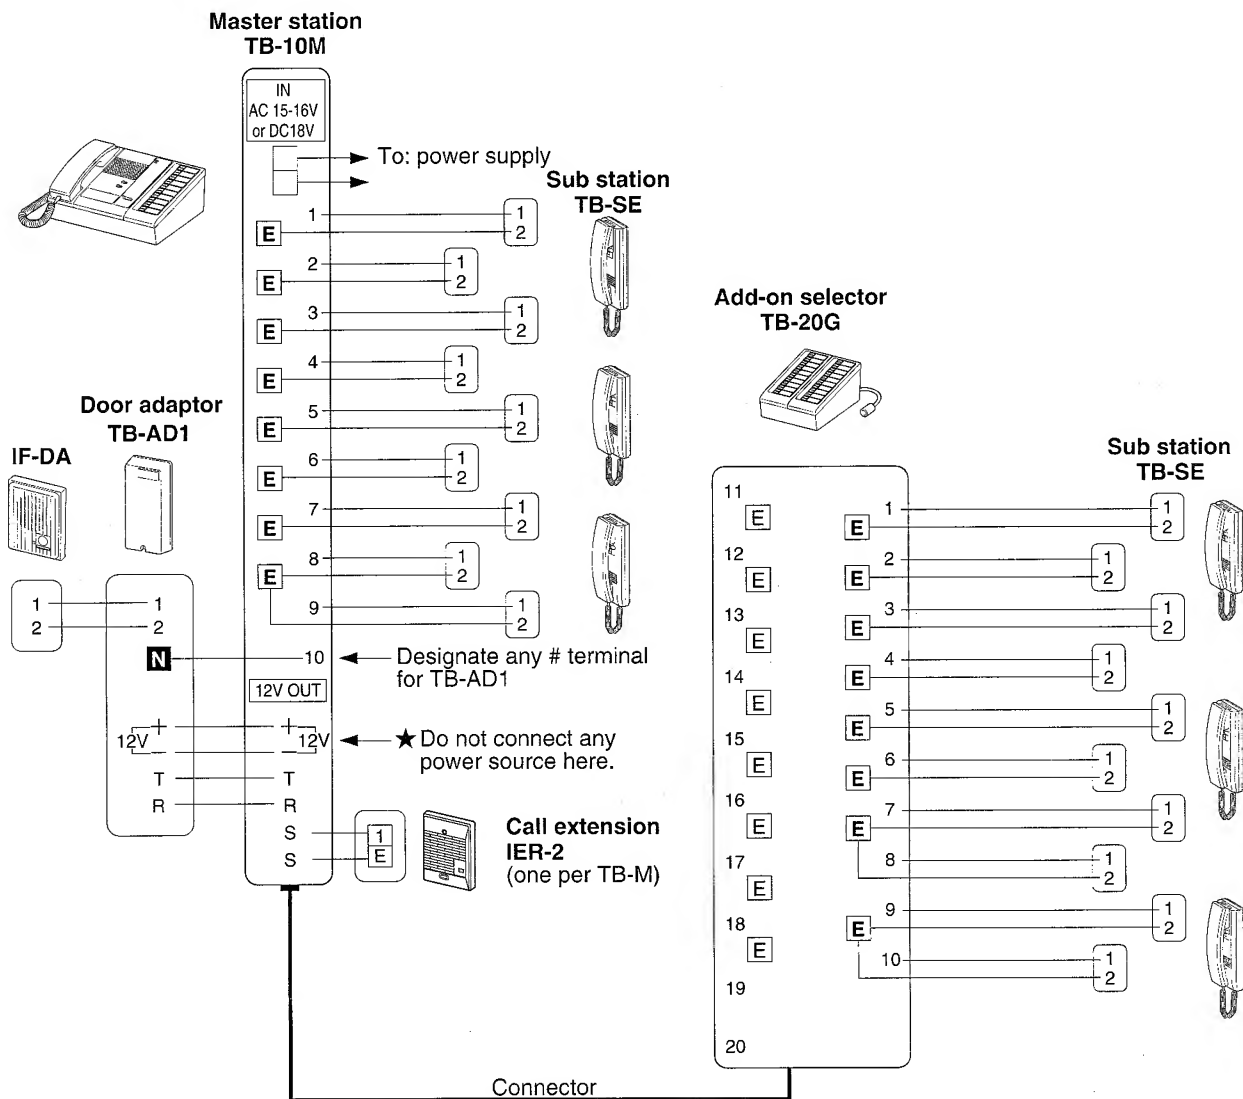 Master station
TB-10M
IN
AC 15-16V
or DC18V
To: power supply
Sub station
TB-SE
1
E
1
2
2
E
1
2
3
E
1
2
4
E
1
2
5
E
1
2
6
E
1
2
7
E
1
2
8
E
1
2
9
1
2
10
Designate any # terminal
for TB-AD1
12V OUT
+
12V
−
★ Do not connect any
power source here.
T
R
S
S
1
E
Call extension
IER-2
(one per TB-M)
Door adaptor
TB-AD1
IF-DA
1
2
1
2
N
+
12V
−
T
R
Add-on selector
TB-20G
Sub station
TB-SE
11
E
12
E
13
E
14
E
15
E
16
E
17
E
18
E
19
20
1
E
1
2
2
E
1
2
3
E
1
2
4
E
1
2
5
E
1
2
6
E
1
2
7
E
1
2
8
1
2
9
E
1
2
10
1
2
Connector